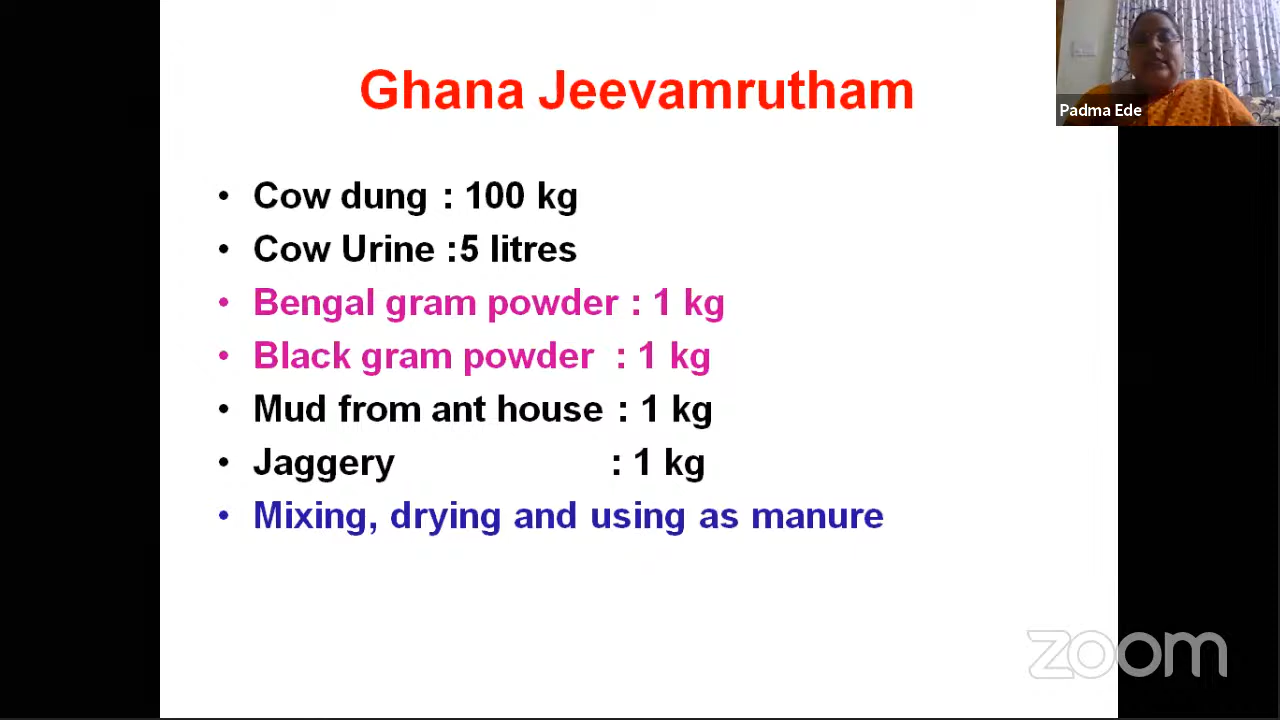 Ghana Jeevamrutham
Padma Ede
• Cow dung : 100 kg
• Cow Urine :5 litres
• Bengal gram powder : 1 kg
• Black gram powder : 1 kg
• Mud from ant house : 1 kg
• Jaggery : 1 kg
• Mixing, drying and using as manure
zoom